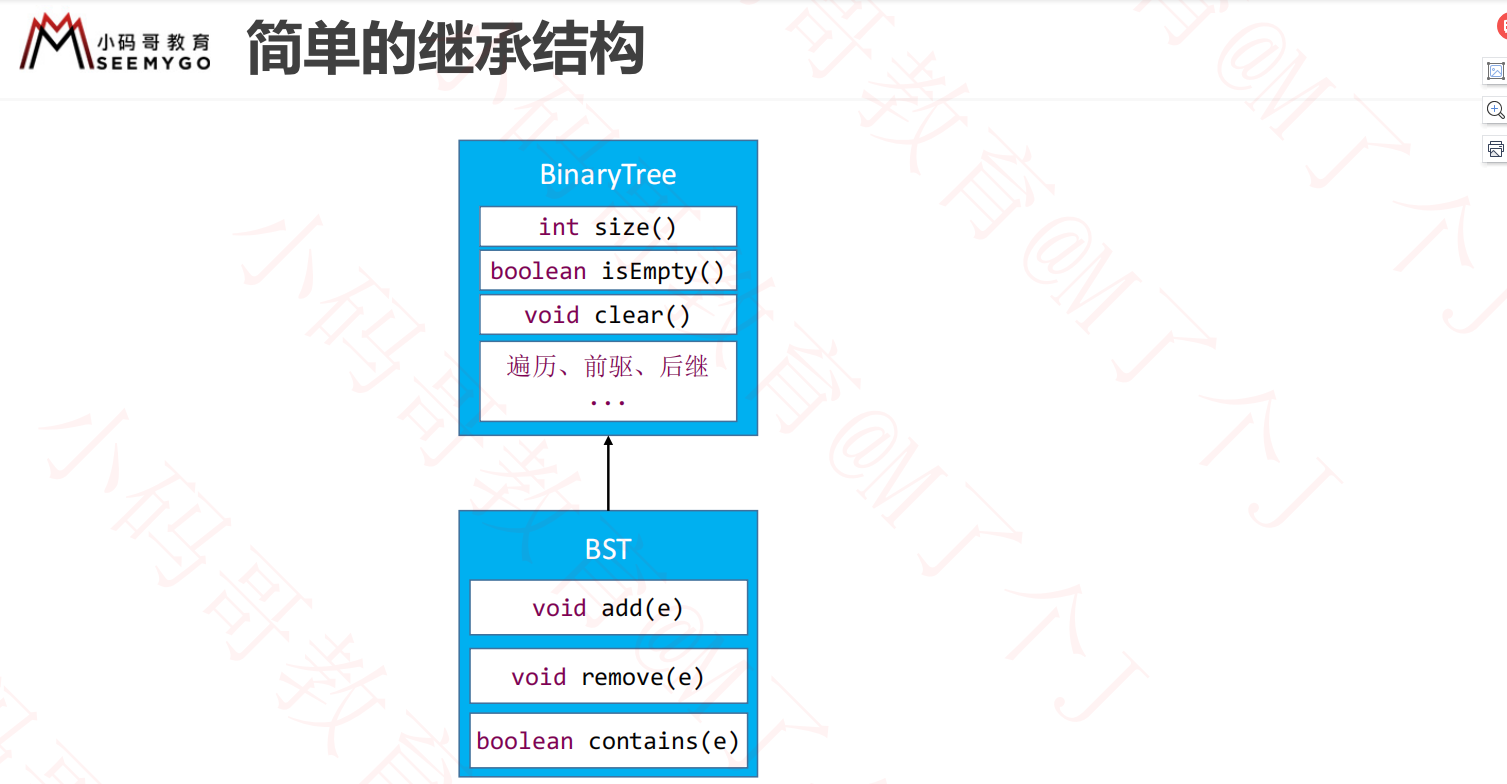 小码哥教育
SEEMYGO
简单的继承结构
BinaryTree
int size()
boolean isEmpty()
void clear()
遍历、前驱、后继
...
BST
void add(e)
void remove(e)
boolean contains(e)
小码哥教育@M了个J